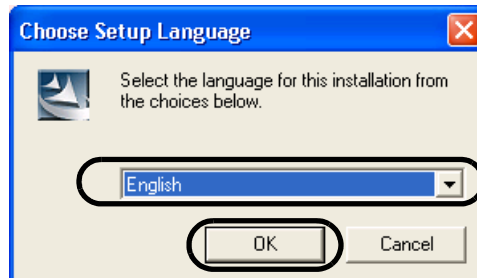 Choose Setup Language
Select the language for this installation from
the choices below.
English
OK
Cancel